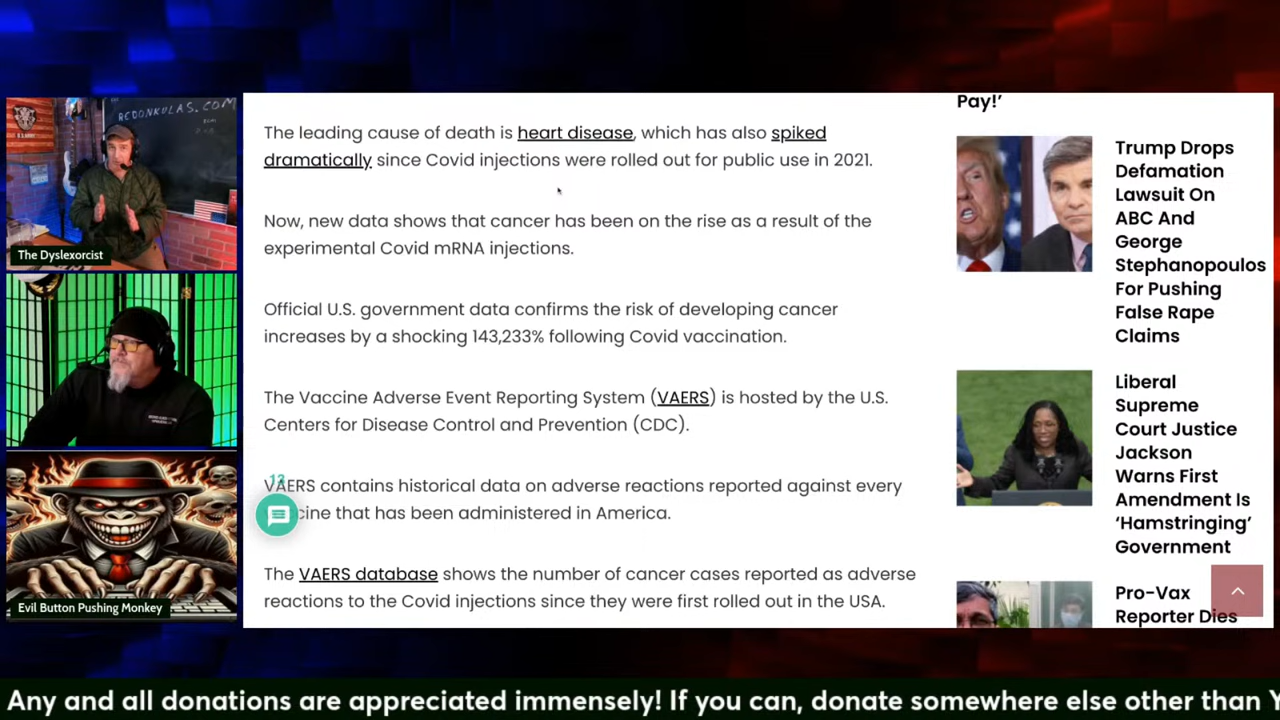 REDONKULAS.COM
The Dyslexorcist
Evil Button Pushing Monkey
The leading cause of death is heart disease, which has also spiked
dramatically since Covid injections were rolled out for public use in 2021.
Now, new data shows that cancer has been on the rise as a result of the
experimental Covid mRNA injections.
Official U.S. government data confirms the risk of developing cancer
increases by a shocking 143,233% following Covid vaccination.
The Vaccine Adverse Event Reporting System (VAERS) is hosted by the U.S.
Centers for Disease Control and Prevention (CDC).
13
VAERS contains historical data on adverse reactions reported against every
cine that has been administered in America.
The VAERS database shows the number of cancer cases reported as adverse
reactions to the Covid injections since they were first rolled out in the USA.
Pay!’
Trump Drops
Defamation
Lawsuit On
ABC And
George
Stephanopoulos
For Pushing
False Rape
Claims
Liberal
Supreme
Court Justice
Jackson
Warns First
Amendment Is
‘Hamstringing’
Government
Pro-Vax
Reporter Dies
Any and all donations are appreciated immensely! If you can, donate somewhere else other than Y